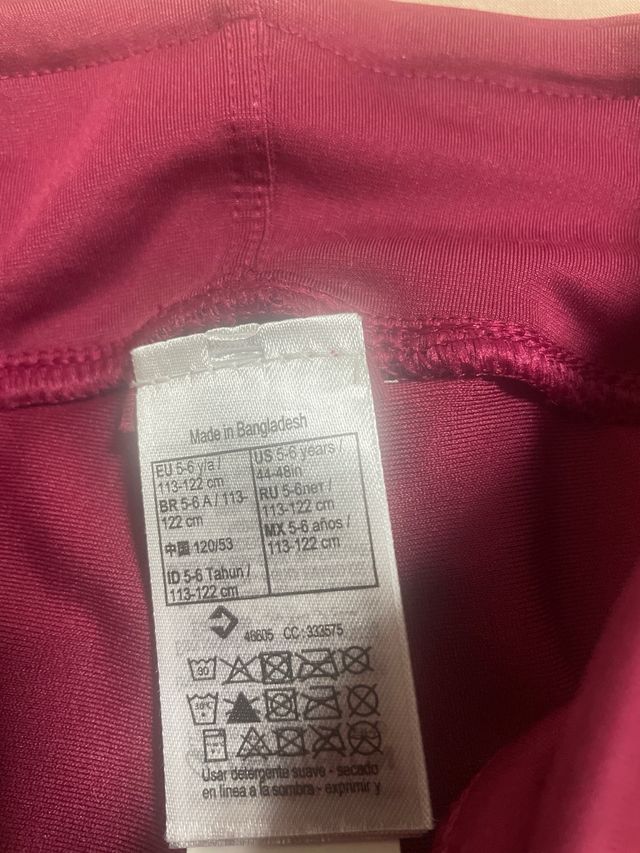 Made in Bangladesh
EU 5-6 y/a /
113-122 cm
BR 5-6 A / 113-
122 cm
中国 120/53
ID 5-6 Tahun /
113-122 cm
US 5-6 years /
44-48in
RU 5-6лет /
113-122 cm
MX 5-6 años /
113-122 cm
CC: 333575
30
30°C
Usar detergente suave - secado
en línea a la sombra - exprimir y